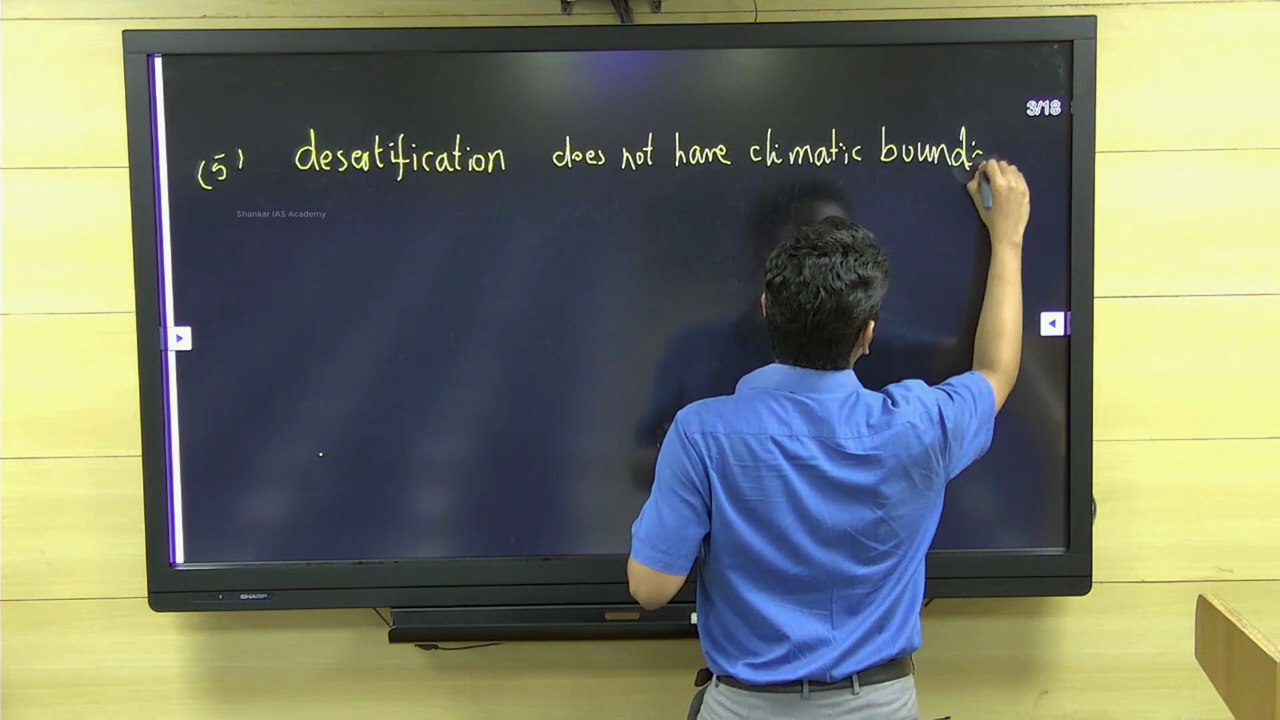 3/18
(5) desertification does not have climatic bound
Shankar IAS Academy
SHARP